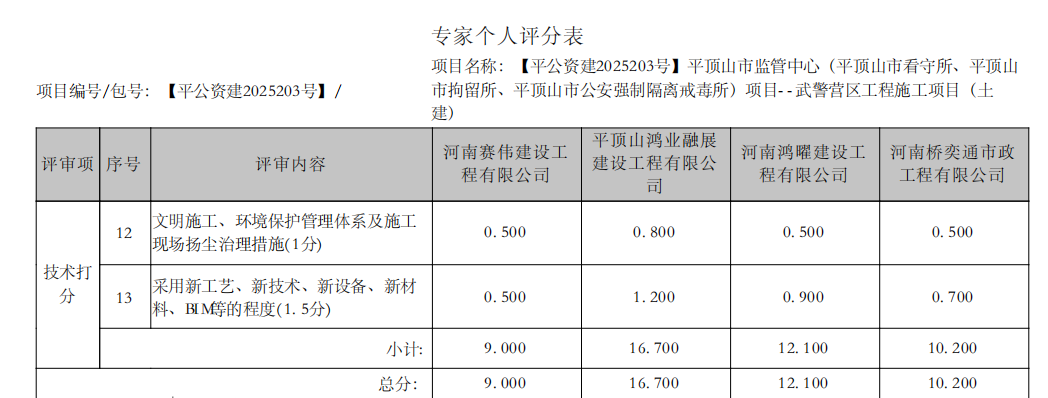 专家个人评分表
项目编号/包号：【平公资建2025203号】/
项目名称：【平公资建2025203号】平顶山市监管中心（平顶山市看守所、平顶山
市拘留所、平顶山市公安强制隔离戒毒所）项目--武警营区工程施工项目（土
建）
评审项 序号 评审内容 河南赛伟建设工
程有限公司 平顶山鸿业融展
建设工程有限公
司 河南鸿曜建设工
程有限公司 河南桥奕通市政
工程有限公司
技术打
分
12 文明施工、环境保护管理体系及施工
现场扬尘治理措施(1分) 0.500 0.800 0.500 0.500
13 采用新工艺、新技术、新设备、新材
料、BIM等的程度(1.5分) 0.500 1.200 0.900 0.700
小计: 9.000 16.700 12.100 10.200
总分: 9.000 16.700 12.100 10.200